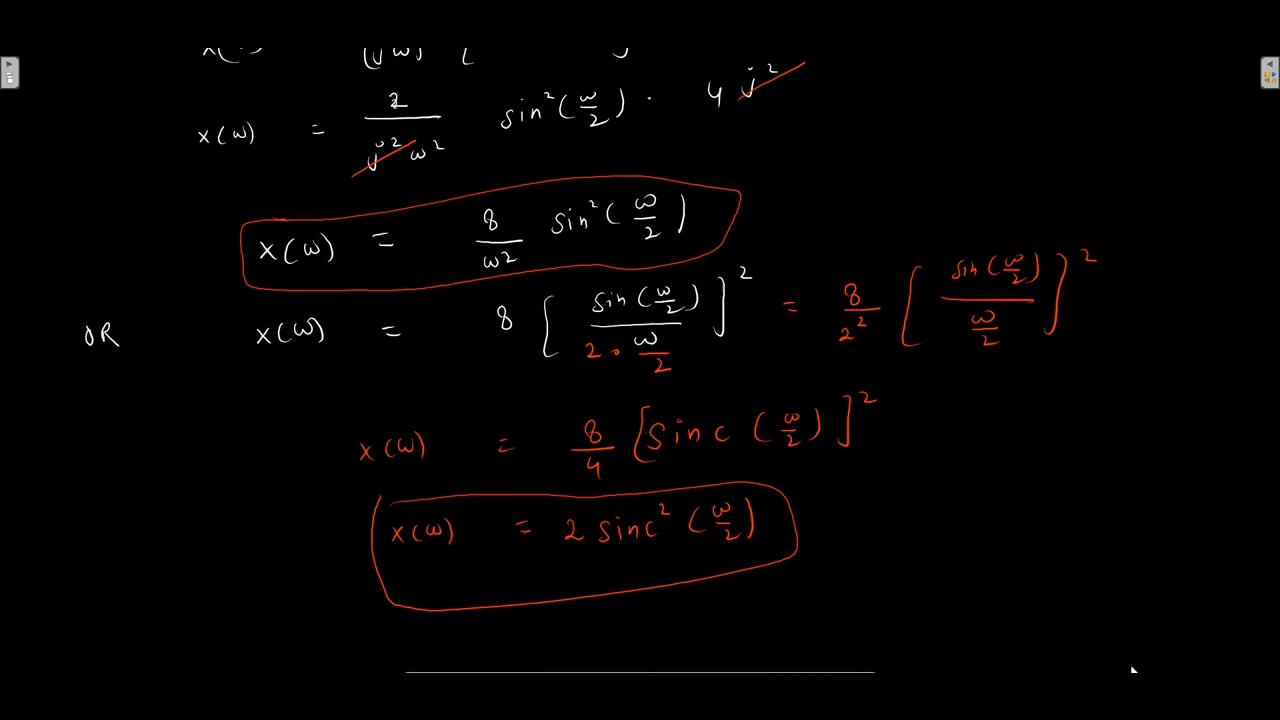 x(ω) = 2/(j²ω²) sin²(ω/2) · 4j²
x(ω) = 8/ω² sin²(ω/2)
OR x(ω) = 8 [sin(ω/2)/(2·ω/2)]² = 8/2² [sin(ω/2)/(ω/2)]²
x(ω) = 8/4 [sinc(ω/2)]²
x(ω) = 2 sinc²(ω/2)